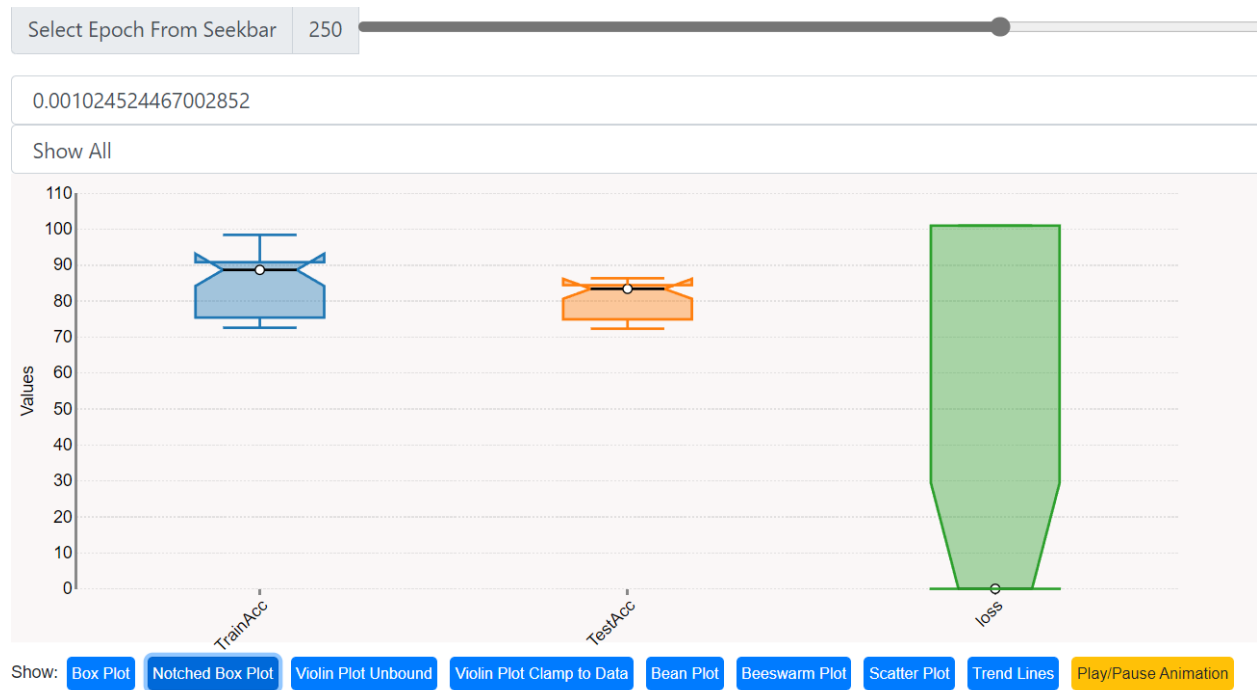 Select Epoch From Seekbar 250
0.001024524467002852
Show All
110
100
90
80
70
60
50
40
30
20
10
0
Values
TrainAcc
TestAcc
loss
Show: Box Plot Notched Box Plot Violin Plot Unbound Violin Plot Clamp to Data Bean Plot Beeswarm Plot Scatter Plot Trend Lines Play/Pause Animation